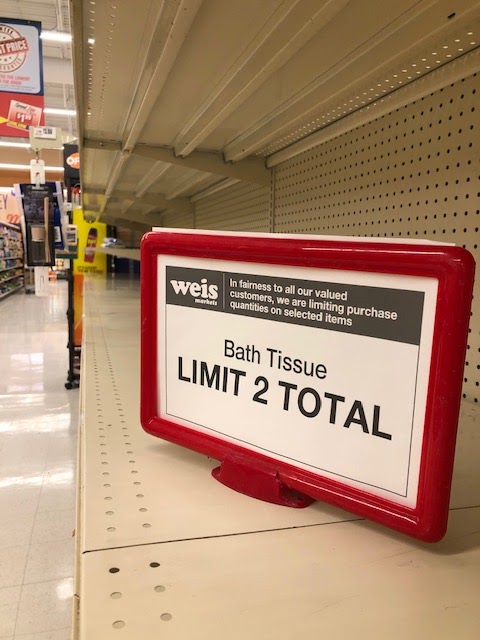 weis
markets
In fairness to all our valued
customers, we are limiting purchase
quantities on selected items
Bath Tissue
LIMIT 2 TOTAL